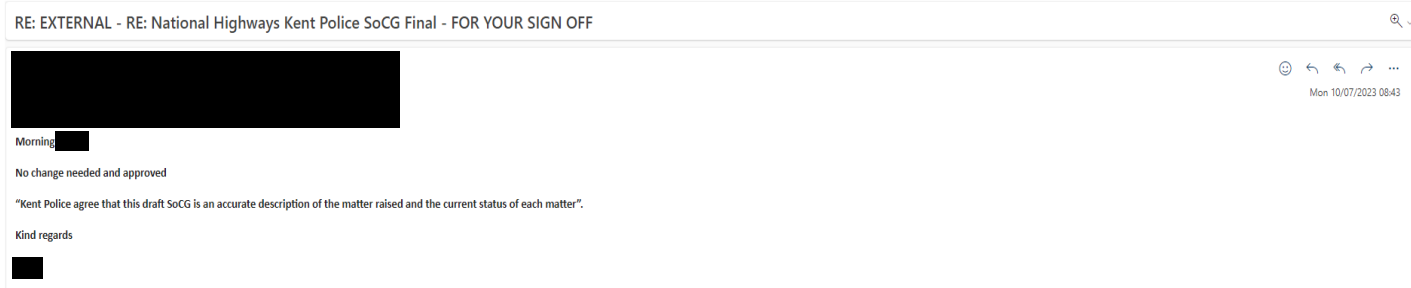 RE: EXTERNAL - RE: National Highways Kent Police SoCG Final - FOR YOUR SIGN OFF
Mon 10/07/2023 08:43
Morning
No change needed and approved
“Kent Police agree that this draft SoCG is an accurate description of the matter raised and the current status of each matter”.
Kind regards